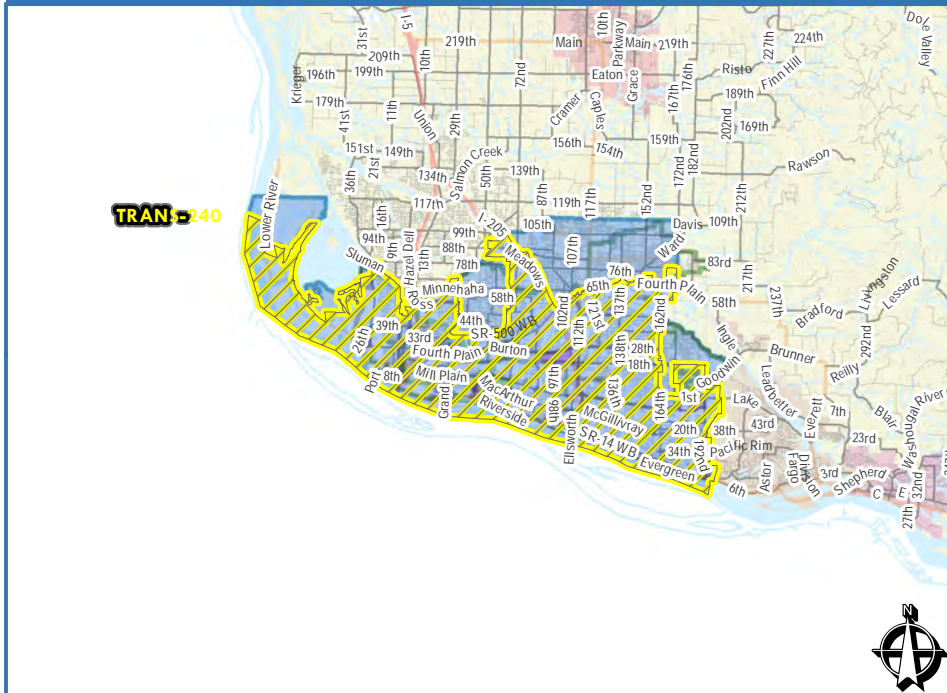 Dole Valley
I-5
31st
219th
10th
Main
10th
Parkway
Main
219th
227th
224th
209th
10th
72nd
Eaton
Grace
176th
Risto
Finn Hill
196th
199th
Krieger
179th
41st
11th
Union
29th
Cramer
Caples
167th
189th
202nd
169th
151st
149th
21st
36th
134th
Salmon Creek
50th
139th
156th
154th
159th
172nd
182nd
Rawson
TRANS-240
Lower River
16th
117th
I-205
87th
119th
105th
117th
152nd
Davis
109th
212th
94th
9th
Hazel Dell
13th
99th
88th
78th
Meadows
107th
Ward
83rd
Sluman
Ross
Minnehaha
58th
76th
65th
Fourth Plain
58th
217th
237th
Livingston
Lessard
Bradford
26th
39th
33rd
44th
SR-500 WB
Fourth Plain
Burton
102nd
112th
121st
137th
138th
162nd
28th
18th
Ingle
Goodwin
Brunner
Reilly
292nd
Port
8th
Mill Plain
Grand
MacArthur
Riverside
97th
98th
Ellsworth
136th
McGillivray
SR-14 WB
Evergreen
164th
1st
20th
34th
192nd
38th
Pacific Rim
Lake
43rd
Leadbetter
Everett
7th
Blair
23rd
Washougal River
6th
Astor
Fargo
Division
3rd
Shepherd
C
E
27th
32nd
N